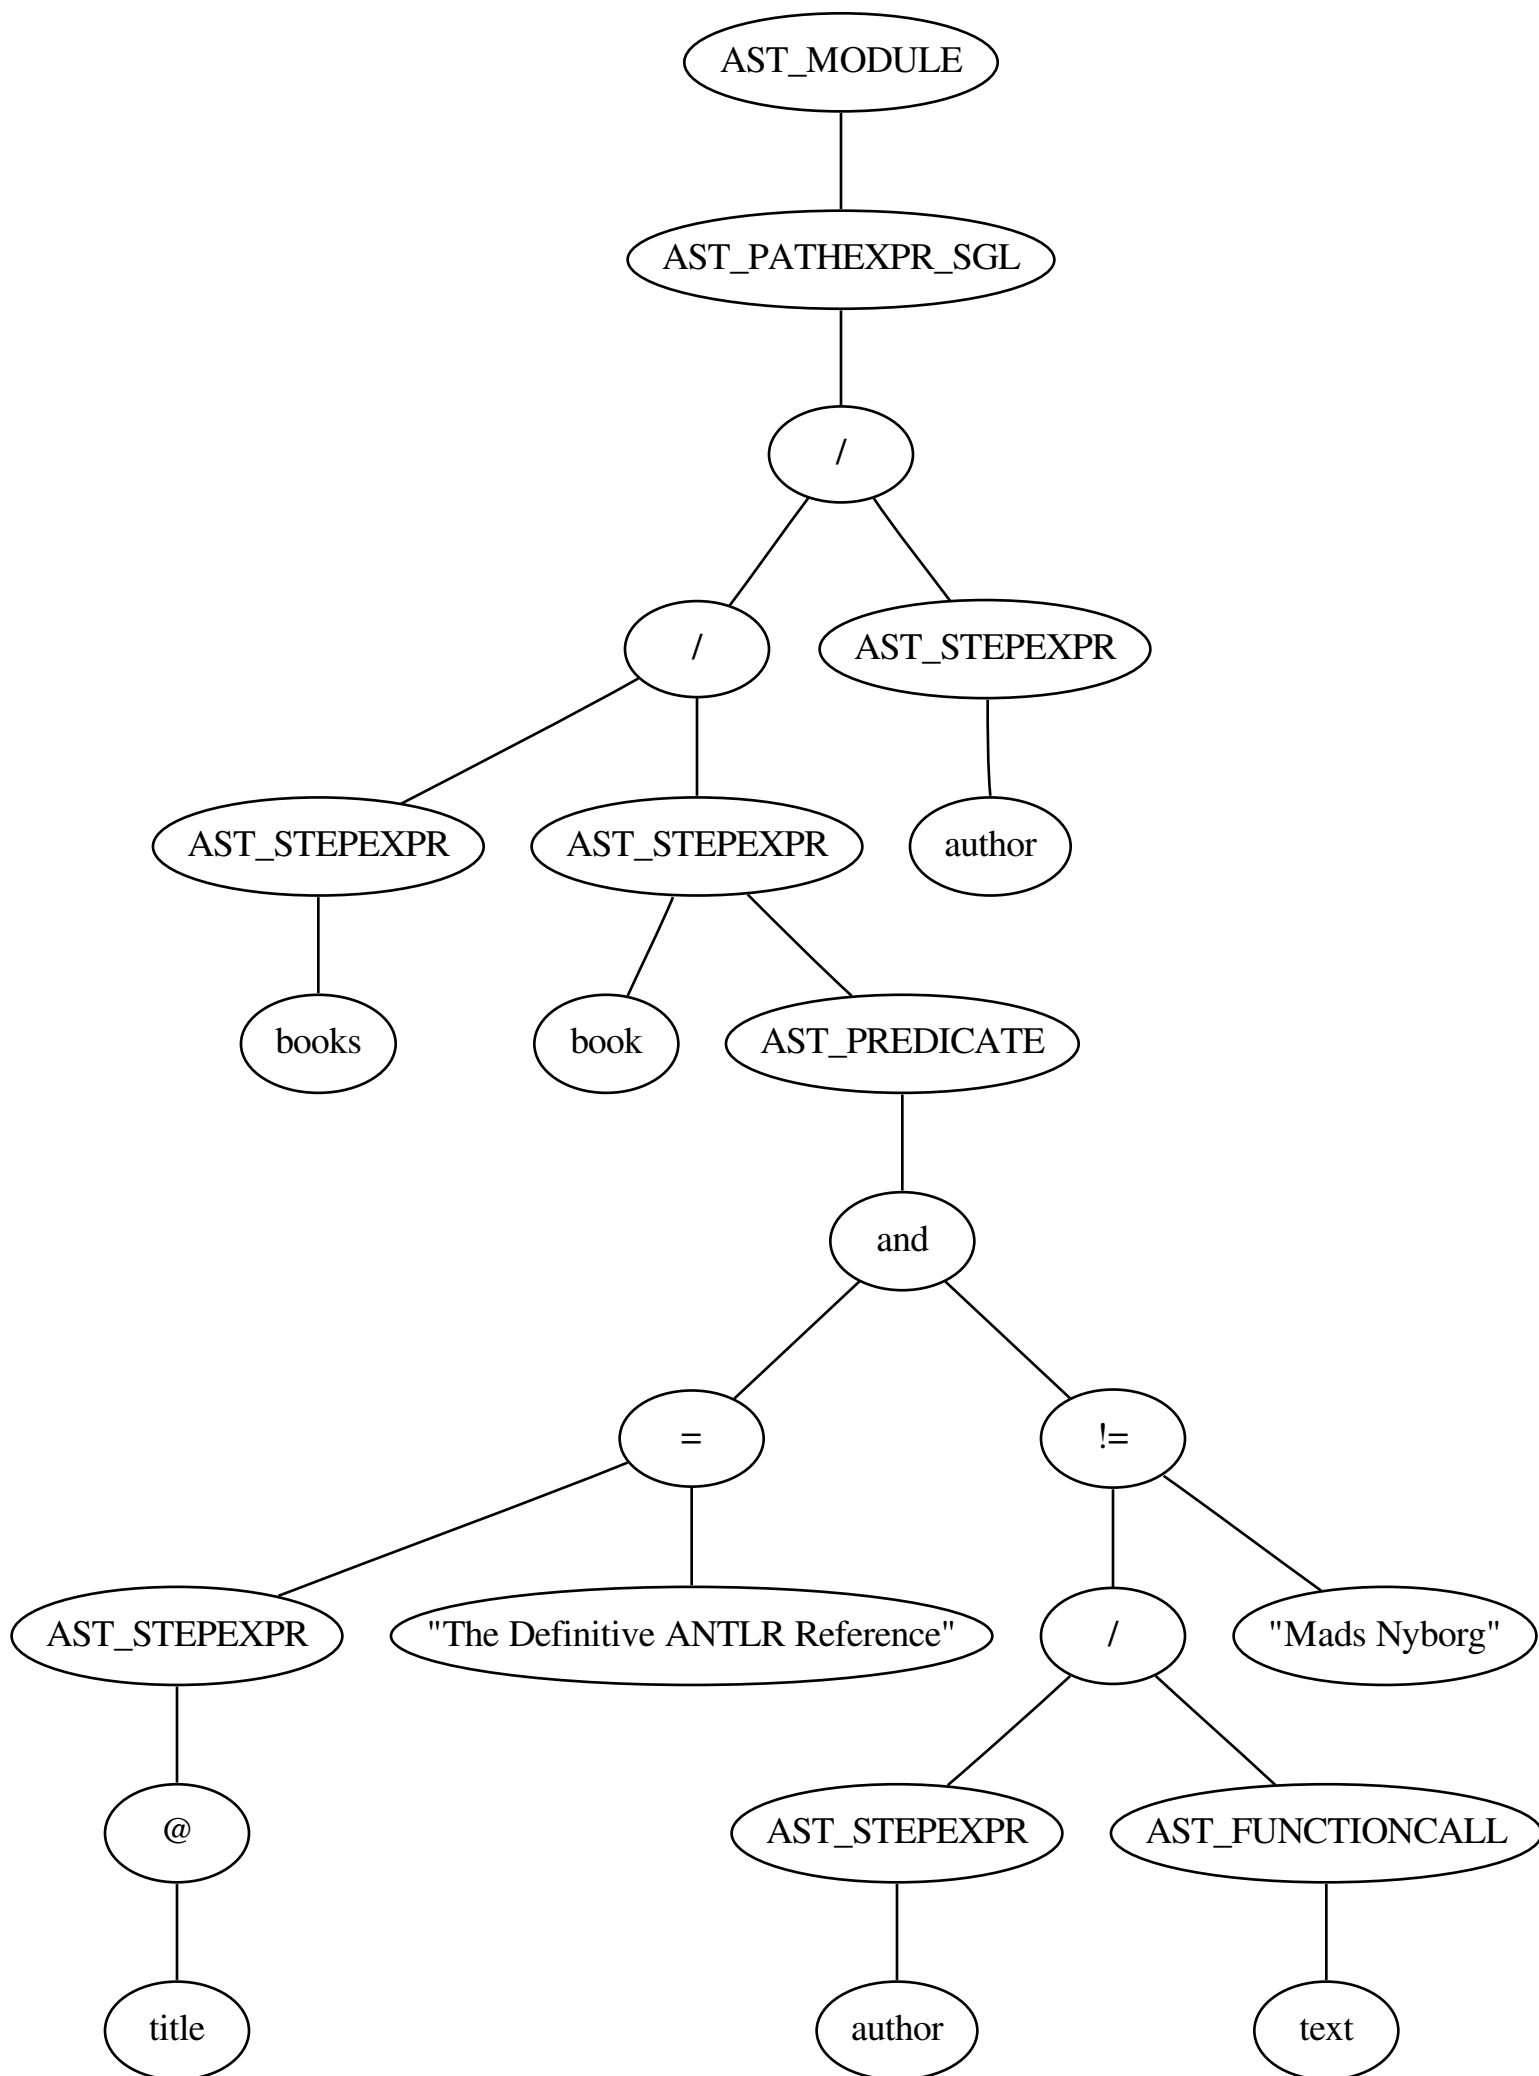 AST_MODULE
AST_PATHEXPR_SGL
/
/ AST_STEPEXPR
AST_STEPEXPR AST_STEPEXPR author
books book AST_PREDICATE
and
= !=
AST_STEPEXPR "The Definitive ANTLR Reference" / "Mads Nyborg"
@ AST_STEPEXPR AST_FUNCTIONCALL
title author text